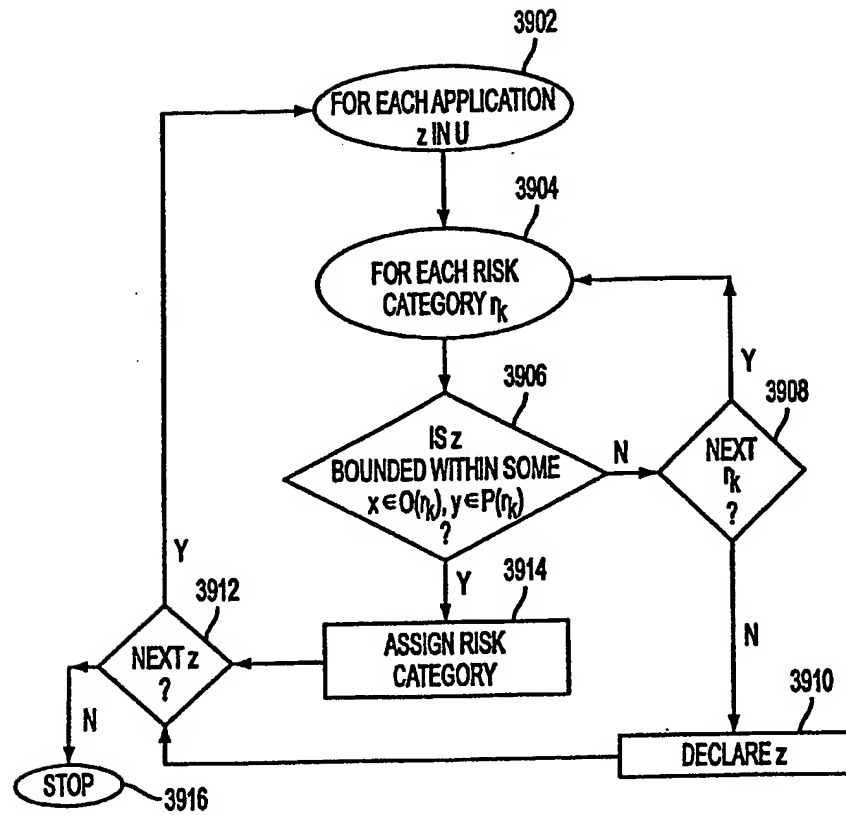 3902
FOR EACH APPLICATION
z IN U
3904
FOR EACH RISK
CATEGORY rₖ
3906
IS z
BOUNDED WITHIN SOME
x∈O(rₖ), y∈P(rₖ)
?
N
Y
3908
NEXT
rₖ
?
Y
N
3910
DECLARE z
3914
ASSIGN RISK
CATEGORY
3912
NEXT z
?
Y
N
STOP
3916